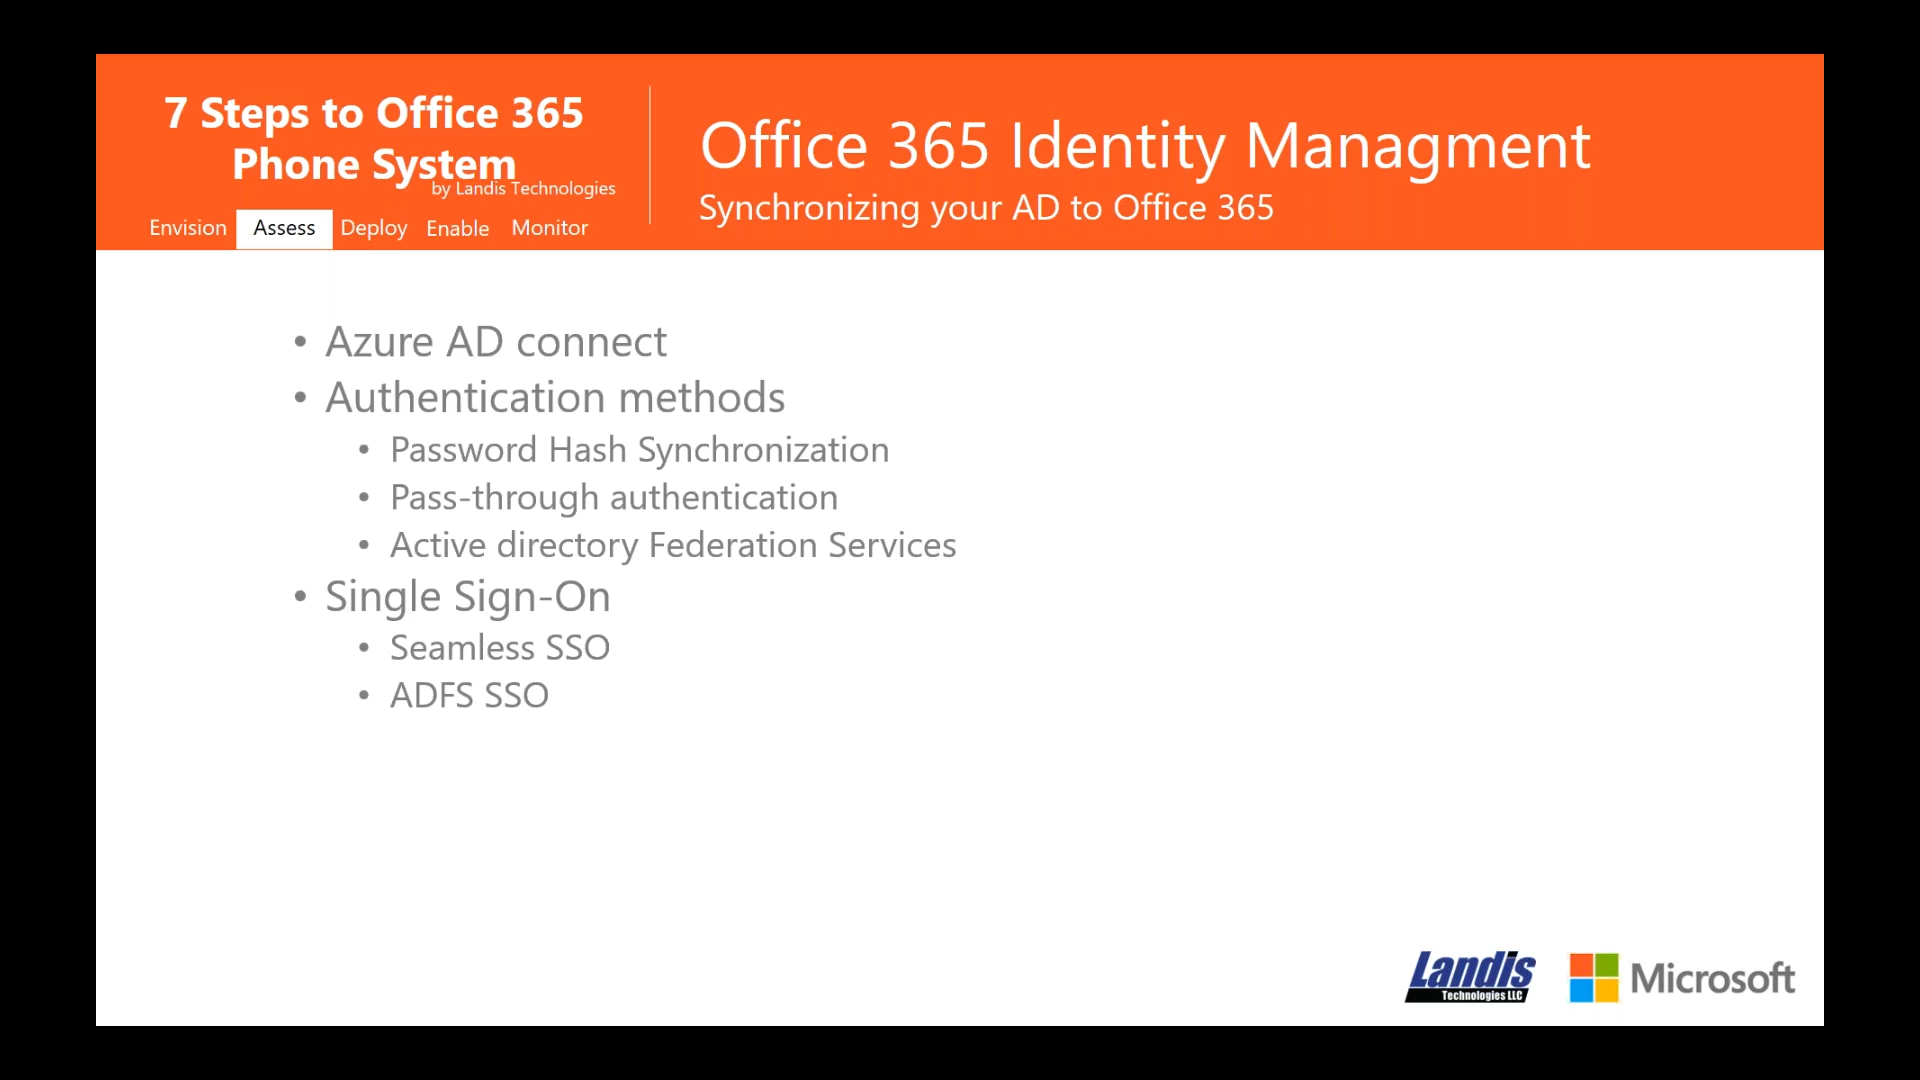 7 Steps to Office 365
Phone System
by Landis Technologies
Envision Assess Deploy Enable Monitor
Office 365 Identity Managment
Synchronizing your AD to Office 365
• Azure AD connect
• Authentication methods
• Password Hash Synchronization
• Pass-through authentication
• Active directory Federation Services
• Single Sign-On
• Seamless SSO
• ADFS SSO
Landis
Technologies LLC
Microsoft